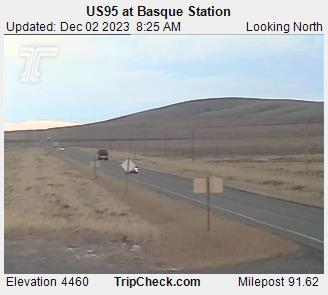 US95 at Basque Station
Updated: Dec 02 2023 8:25 AM Looking North
Elevation 4460 TripCheck.com Milepost 91.62